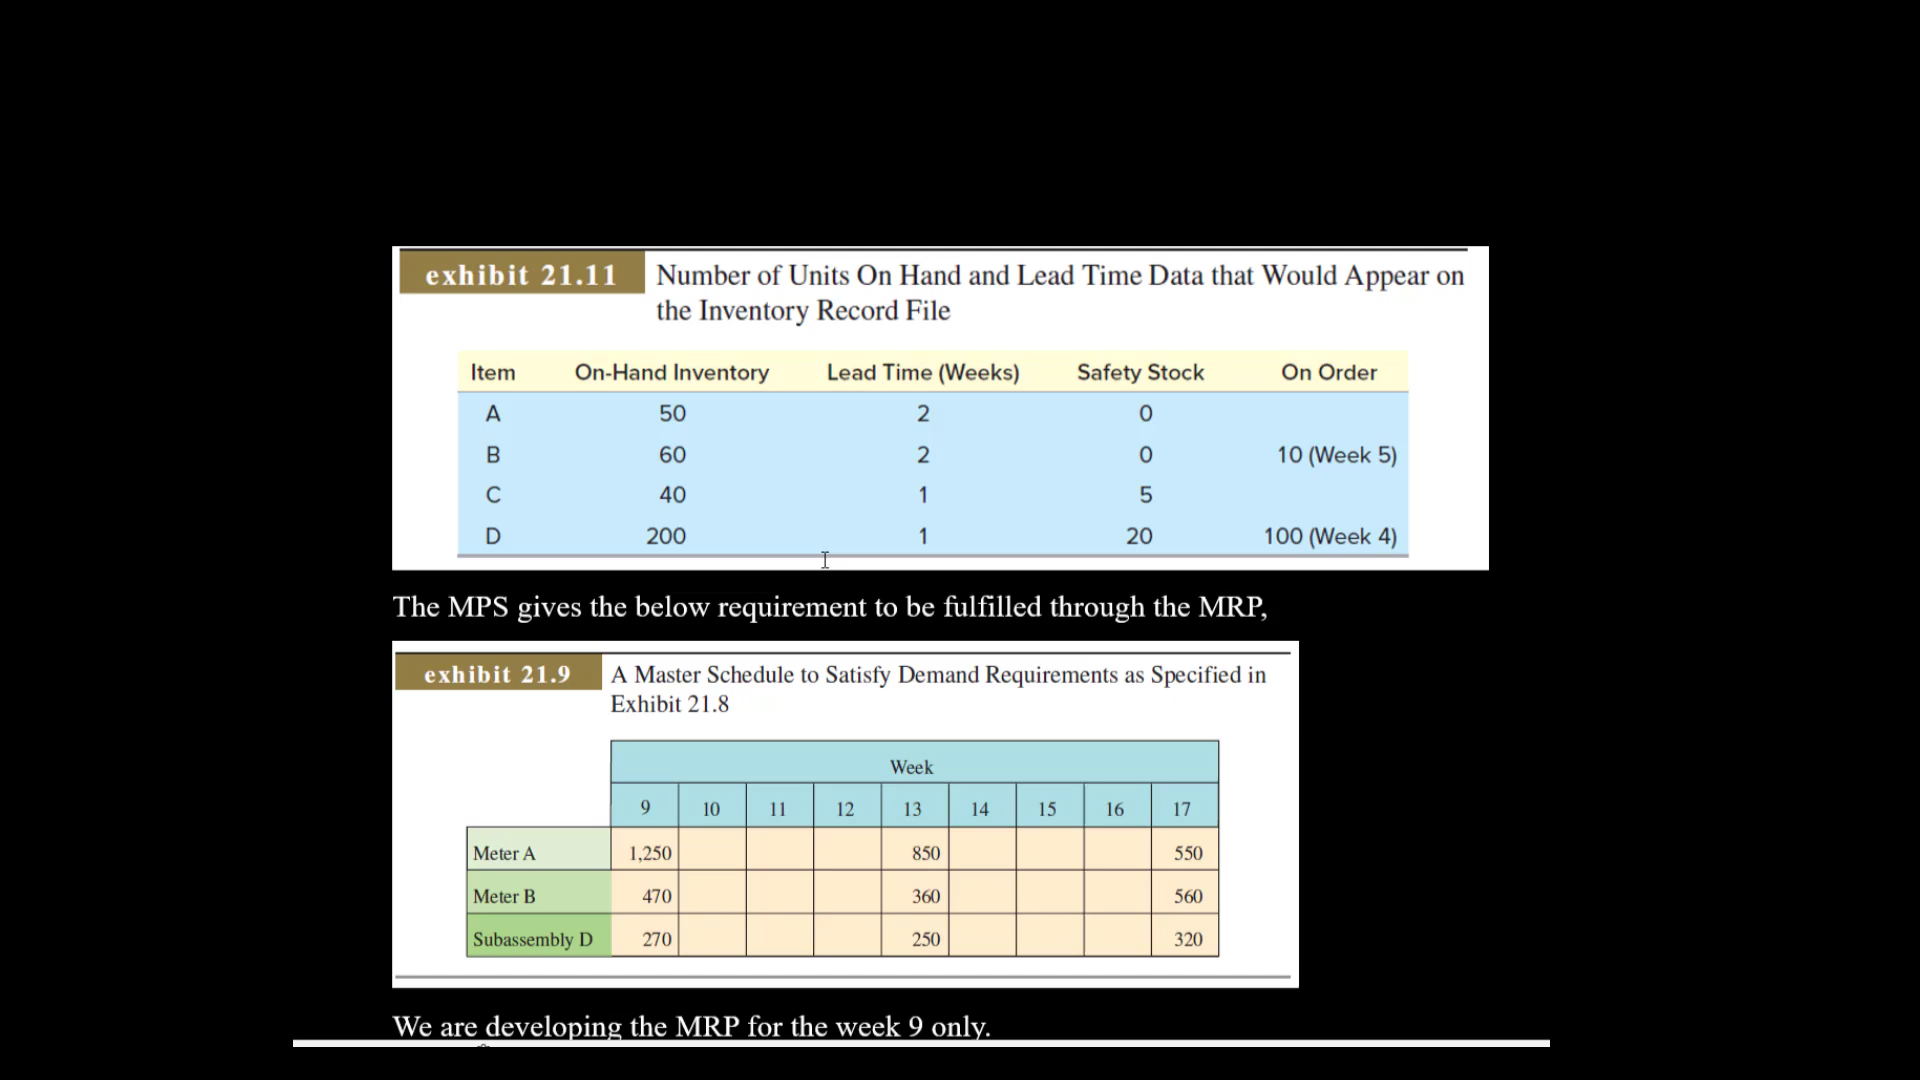 exhibit 21.11 Number of Units On Hand and Lead Time Data that Would Appear on
the Inventory Record File
Item On-Hand Inventory Lead Time (Weeks) Safety Stock On Order
A 50 2 0
B 60 2 0 10 (Week 5)
C 40 1 5
D 200 1 20 100 (Week 4)
The MPS gives the below requirement to be fulfilled through the MRP,
exhibit 21.9 A Master Schedule to Satisfy Demand Requirements as Specified in
Exhibit 21.8
Week
9 10 11 12 13 14 15 16 17
Meter A 1,250 850 550
Meter B 470 360 560
Subassembly D 270 250 320
We are developing the MRP for the week 9 only.